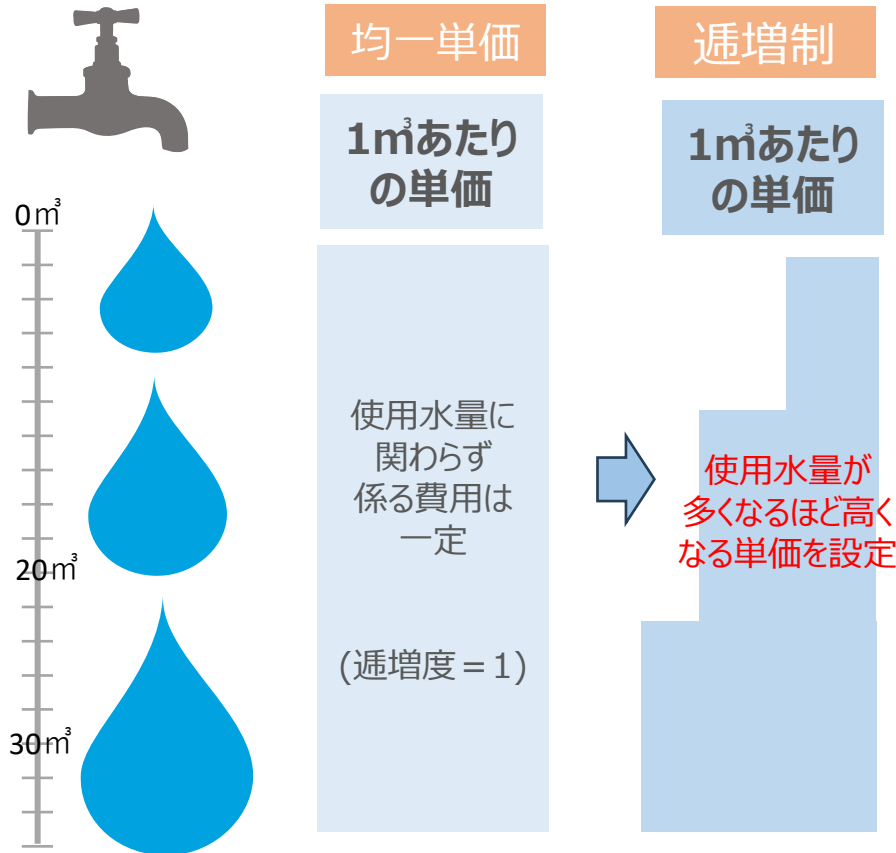 均一単価
逓増制
1㎥あたり
の単価
1㎥あたり
の単価
0㎥
20㎥
30㎥
使用水量に
関わらず
係る費用は
一定
(逓増度＝1)
使用水量が
多くなるほど高く
なる単価を設定